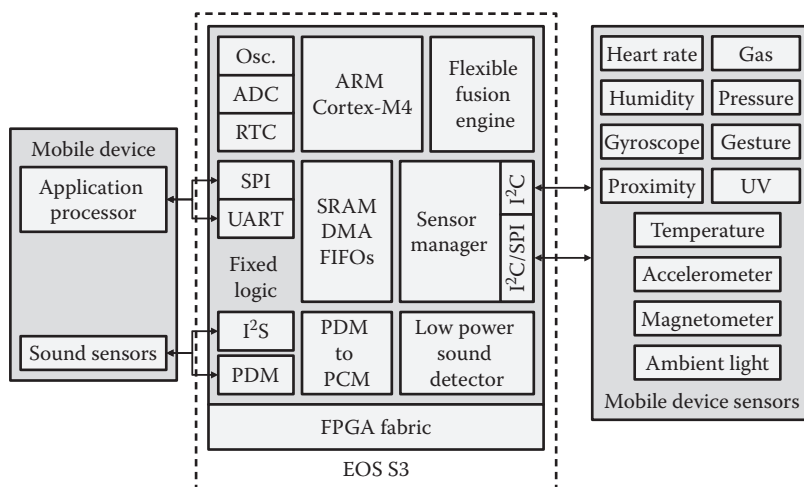 Mobile device
Application
processor
Sound sensors
Osc.
ADC
RTC
ARM
Cortex-M4
Flexible
fusion
engine
SPI
UART
SRAM
DMA
FIFOs
Sensor
manager
I²C
I²C/SPI
Fixed
logic
I²S
PDM
PDM
to
PCM
Low power
sound
detector
FPGA fabric
EOS S3
Heart rate
Gas
Humidity
Pressure
Gyroscope
Gesture
Proximity
UV
Temperature
Accelerometer
Magnetometer
Ambient light
Mobile device sensors